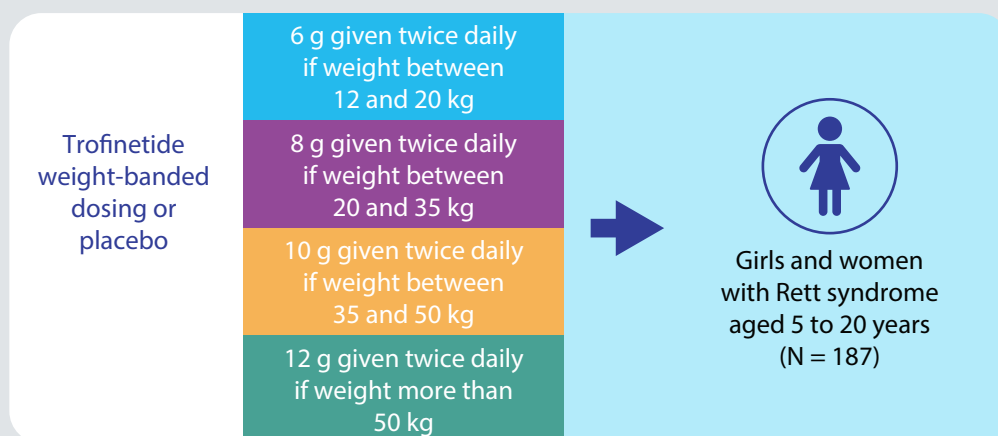 Trofinetide
weight-banded
dosing or
placebo
6 g given twice daily
if weight between
12 and 20 kg
8 g given twice daily
if weight between
20 and 35 kg
10 g given twice daily
if weight between
35 and 50 kg
12 g given twice daily
if weight more than
50 kg
Girls and women
with Rett syndrome
aged 5 to 20 years
(N = 187)